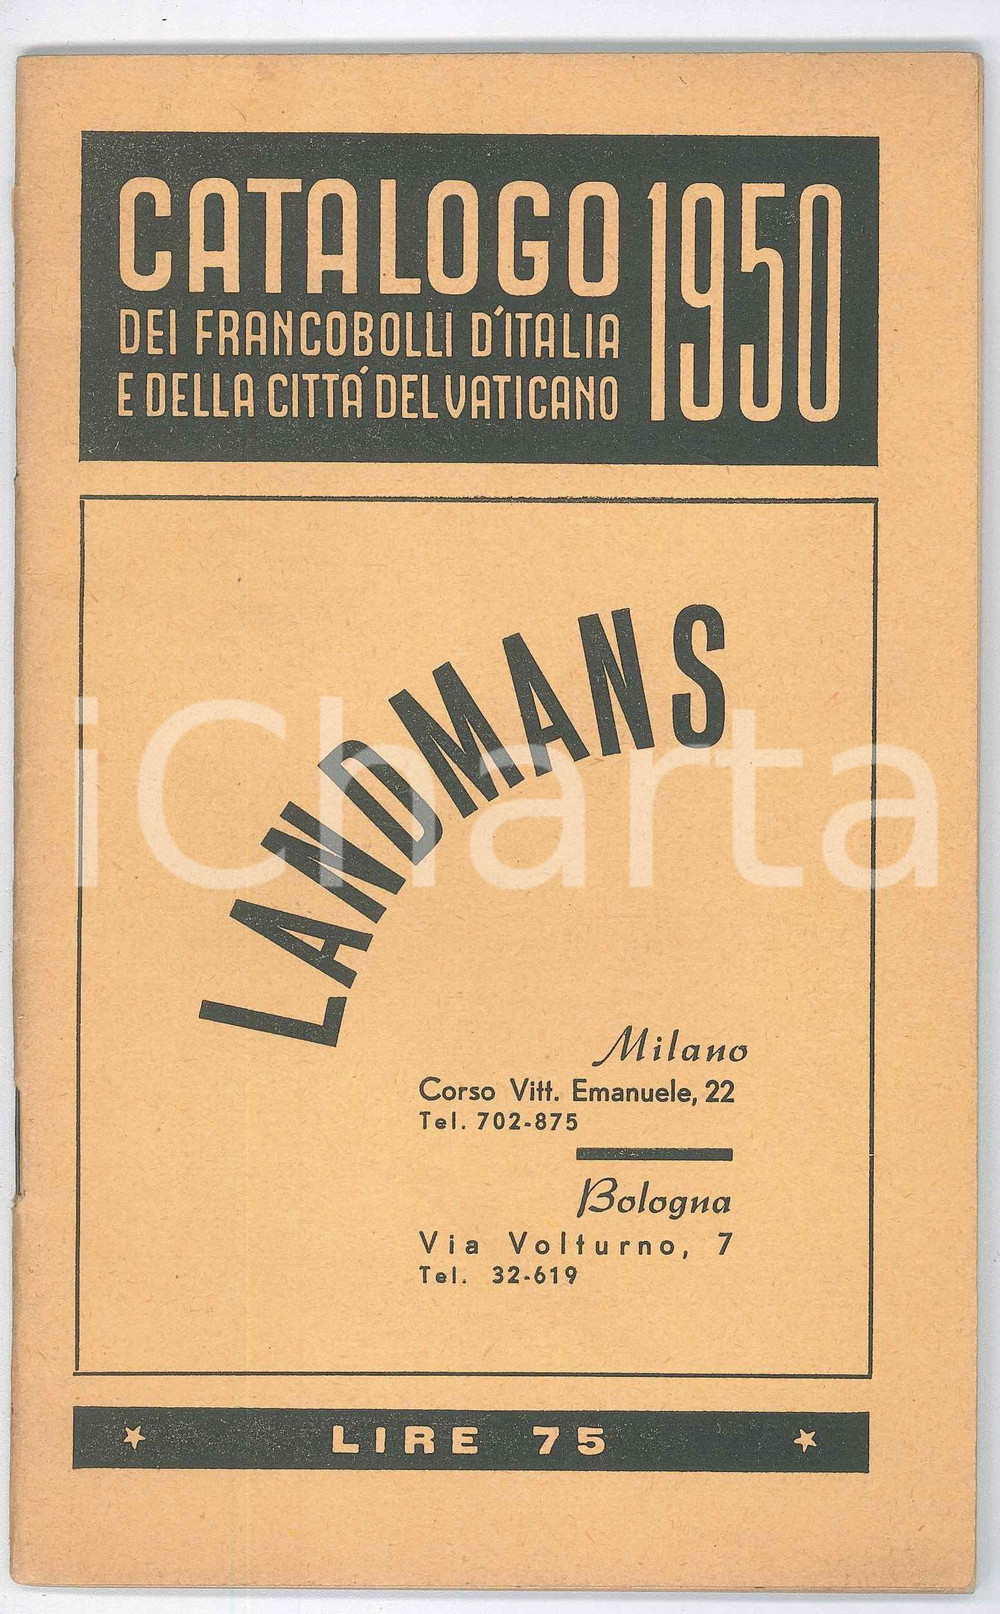 CATALOGO 1950
DEI FRANCOBOLLI D'ITALIA
E DELLA CITTA' DEL VATICANO
LANDMANS
iCharta
Milano
Corso Vitt. Emanuele, 22
Tel. 702-875
Bologna
Via Volturno, 7
Tel. 32-619
LIRE 75